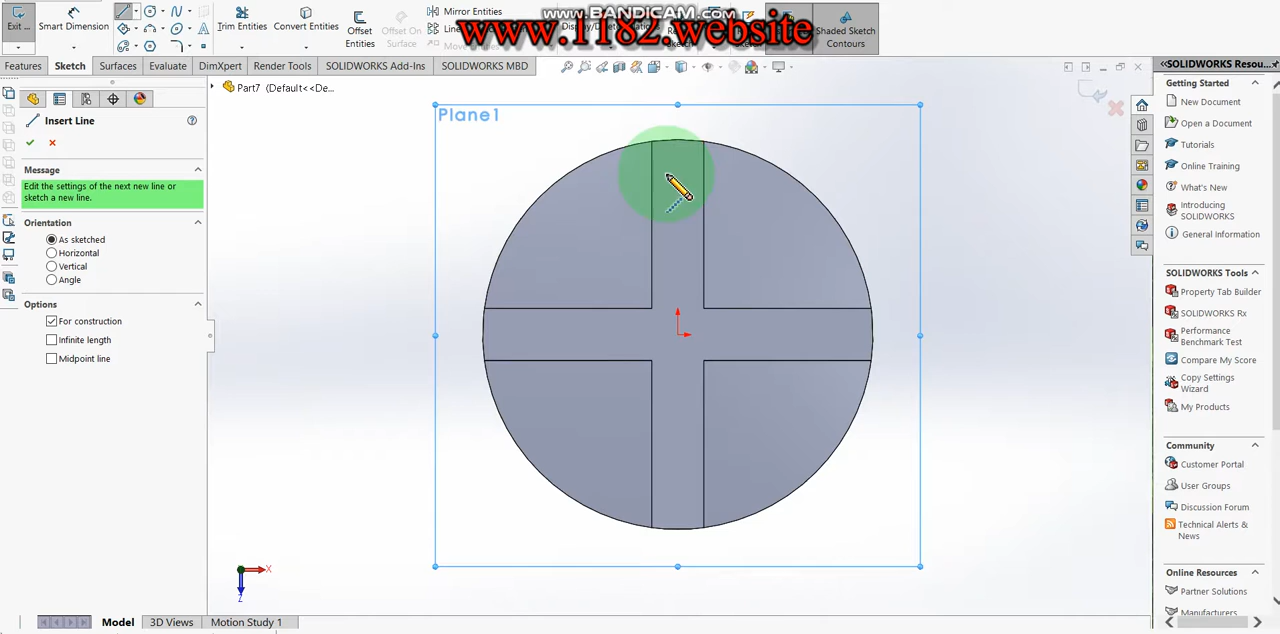 www.BANDICAM.com
www.1182.website
Exit ...
Smart Dimension
Trim Entities
Convert Entities
Offset Entities
Offset On Surface
Mirror Entities
Shaded Sketch Contours
Features
Sketch
Surfaces
Evaluate
DimXpert
Render Tools
SOLIDWORKS Add-Ins
SOLIDWORKS MBD
Part7 (Default<<De...
Insert Line
Message
Edit the settings of the next new line or
sketch a new line.
Orientation
As sketched
Horizontal
Vertical
Angle
Options
For construction
Infinite length
Midpoint line
Plane1
X
Z
SOLIDWORKS Resou...
Getting Started
New Document
Open a Document
Tutorials
Online Training
What's New
Introducing
SOLIDWORKS
General Information
SOLIDWORKS Tools
Property Tab Builder
SOLIDWORKS Rx
Performance
Benchmark Test
Compare My Score
Copy Settings
Wizard
My Products
Community
Customer Portal
User Groups
Discussion Forum
Technical Alerts &
News
Online Resources
Partner Solutions
Manufacturers
Model
3D Views
Motion Study 1